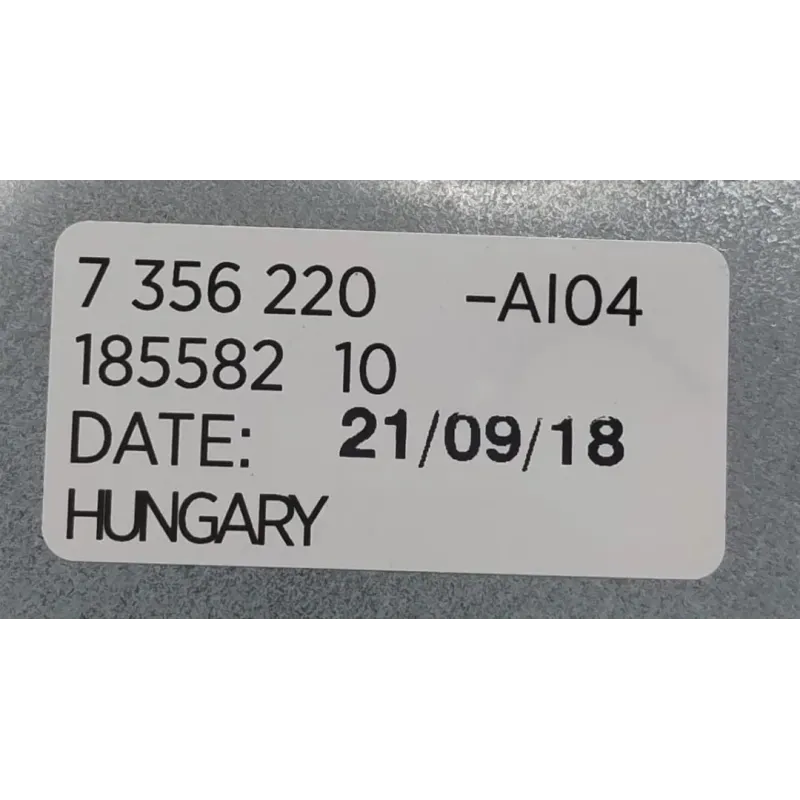 7 356 220 -AI04
185582 10
DATE: 21/09/18
HUNGARY